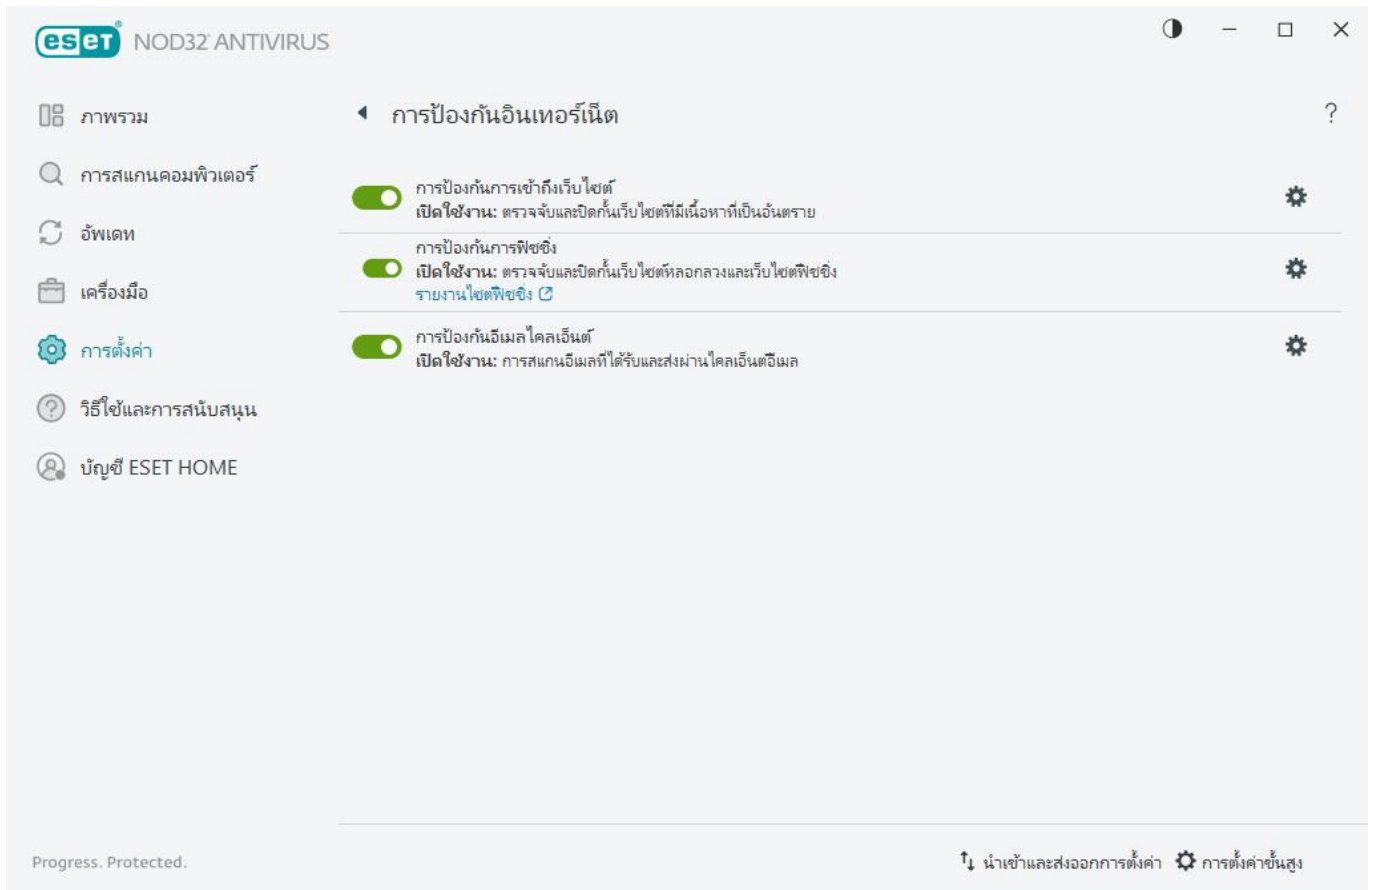 eset® NOD32® ANTIVIRUS
ภาพรวม
การสแกนคอมพิวเตอร์
อัพเดท
เครื่องมือ
การตั้งค่า
วิธีใช้และการสนับสนุน
บัญชี ESET HOME
การป้องกันอินเทอร์เน็ต
?
การป้องกันการเข้าถึงเว็บไซต์
เปิดใช้งาน: ตรวจจับและปิดกั้นเว็บไซต์ที่มีเนื้อหาที่เป็นอันตราย
การป้องกันการฟิชชิ่ง
เปิดใช้งาน: ตรวจจับและปิดกั้นเว็บไซต์หลอกลวงและเว็บไซต์ฟิชชิ่ง
รายงานไซต์ฟิชชิ่ง
การป้องกันอีเมลไคลเอ็นต์
เปิดใช้งาน: การสแกนอีเมลที่ได้รับและส่งผ่านไคลเอ็นต์อีเมล
Progress. Protected.
นำเข้าและส่งออกการตั้งค่า การตั้งค่าขั้นสูง